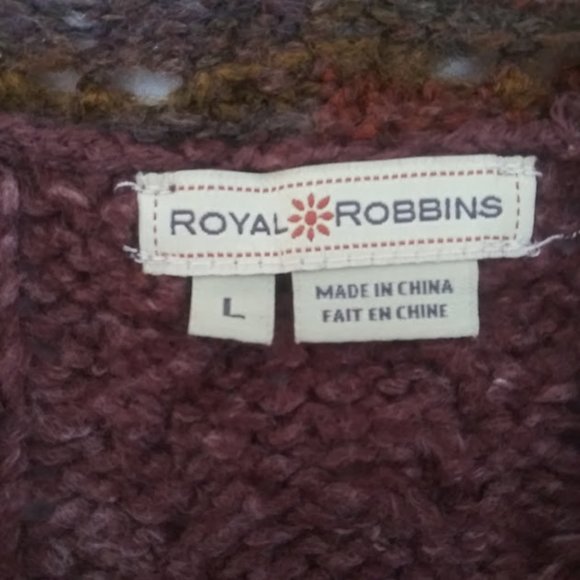 ROYAL ROBBINS
L
MADE IN CHINA
FAIT EN CHINE